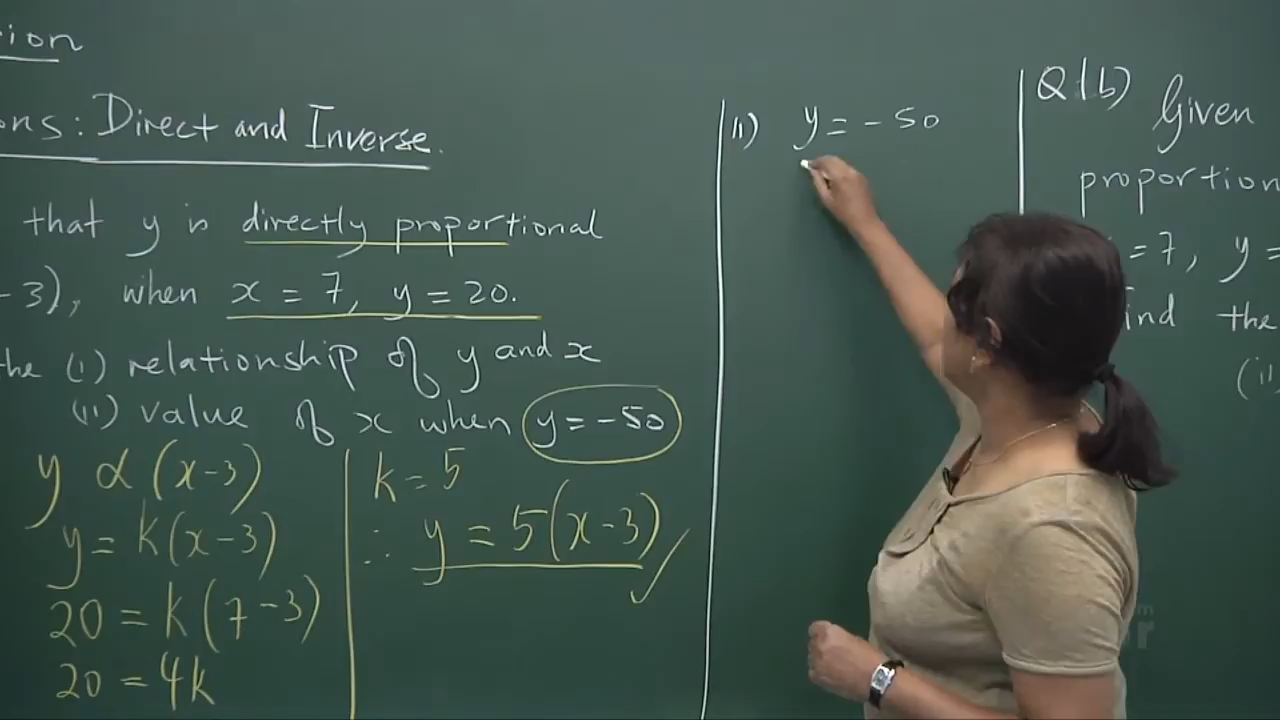 ion
ons: Direct and Inverse.
that y is directly proportional
-3), when x = 7, y = 20.
the (i) relationship of y and x
(ii) value of x when y = -50
y ∝ (x-3)
y = k(x-3)
20 = k(7-3)
20 = 4k
k = 5
∴ y = 5(x-3) ✓
ii) y = -50
Q1b) Given
proportion
= 7, y =
ind the
(ii